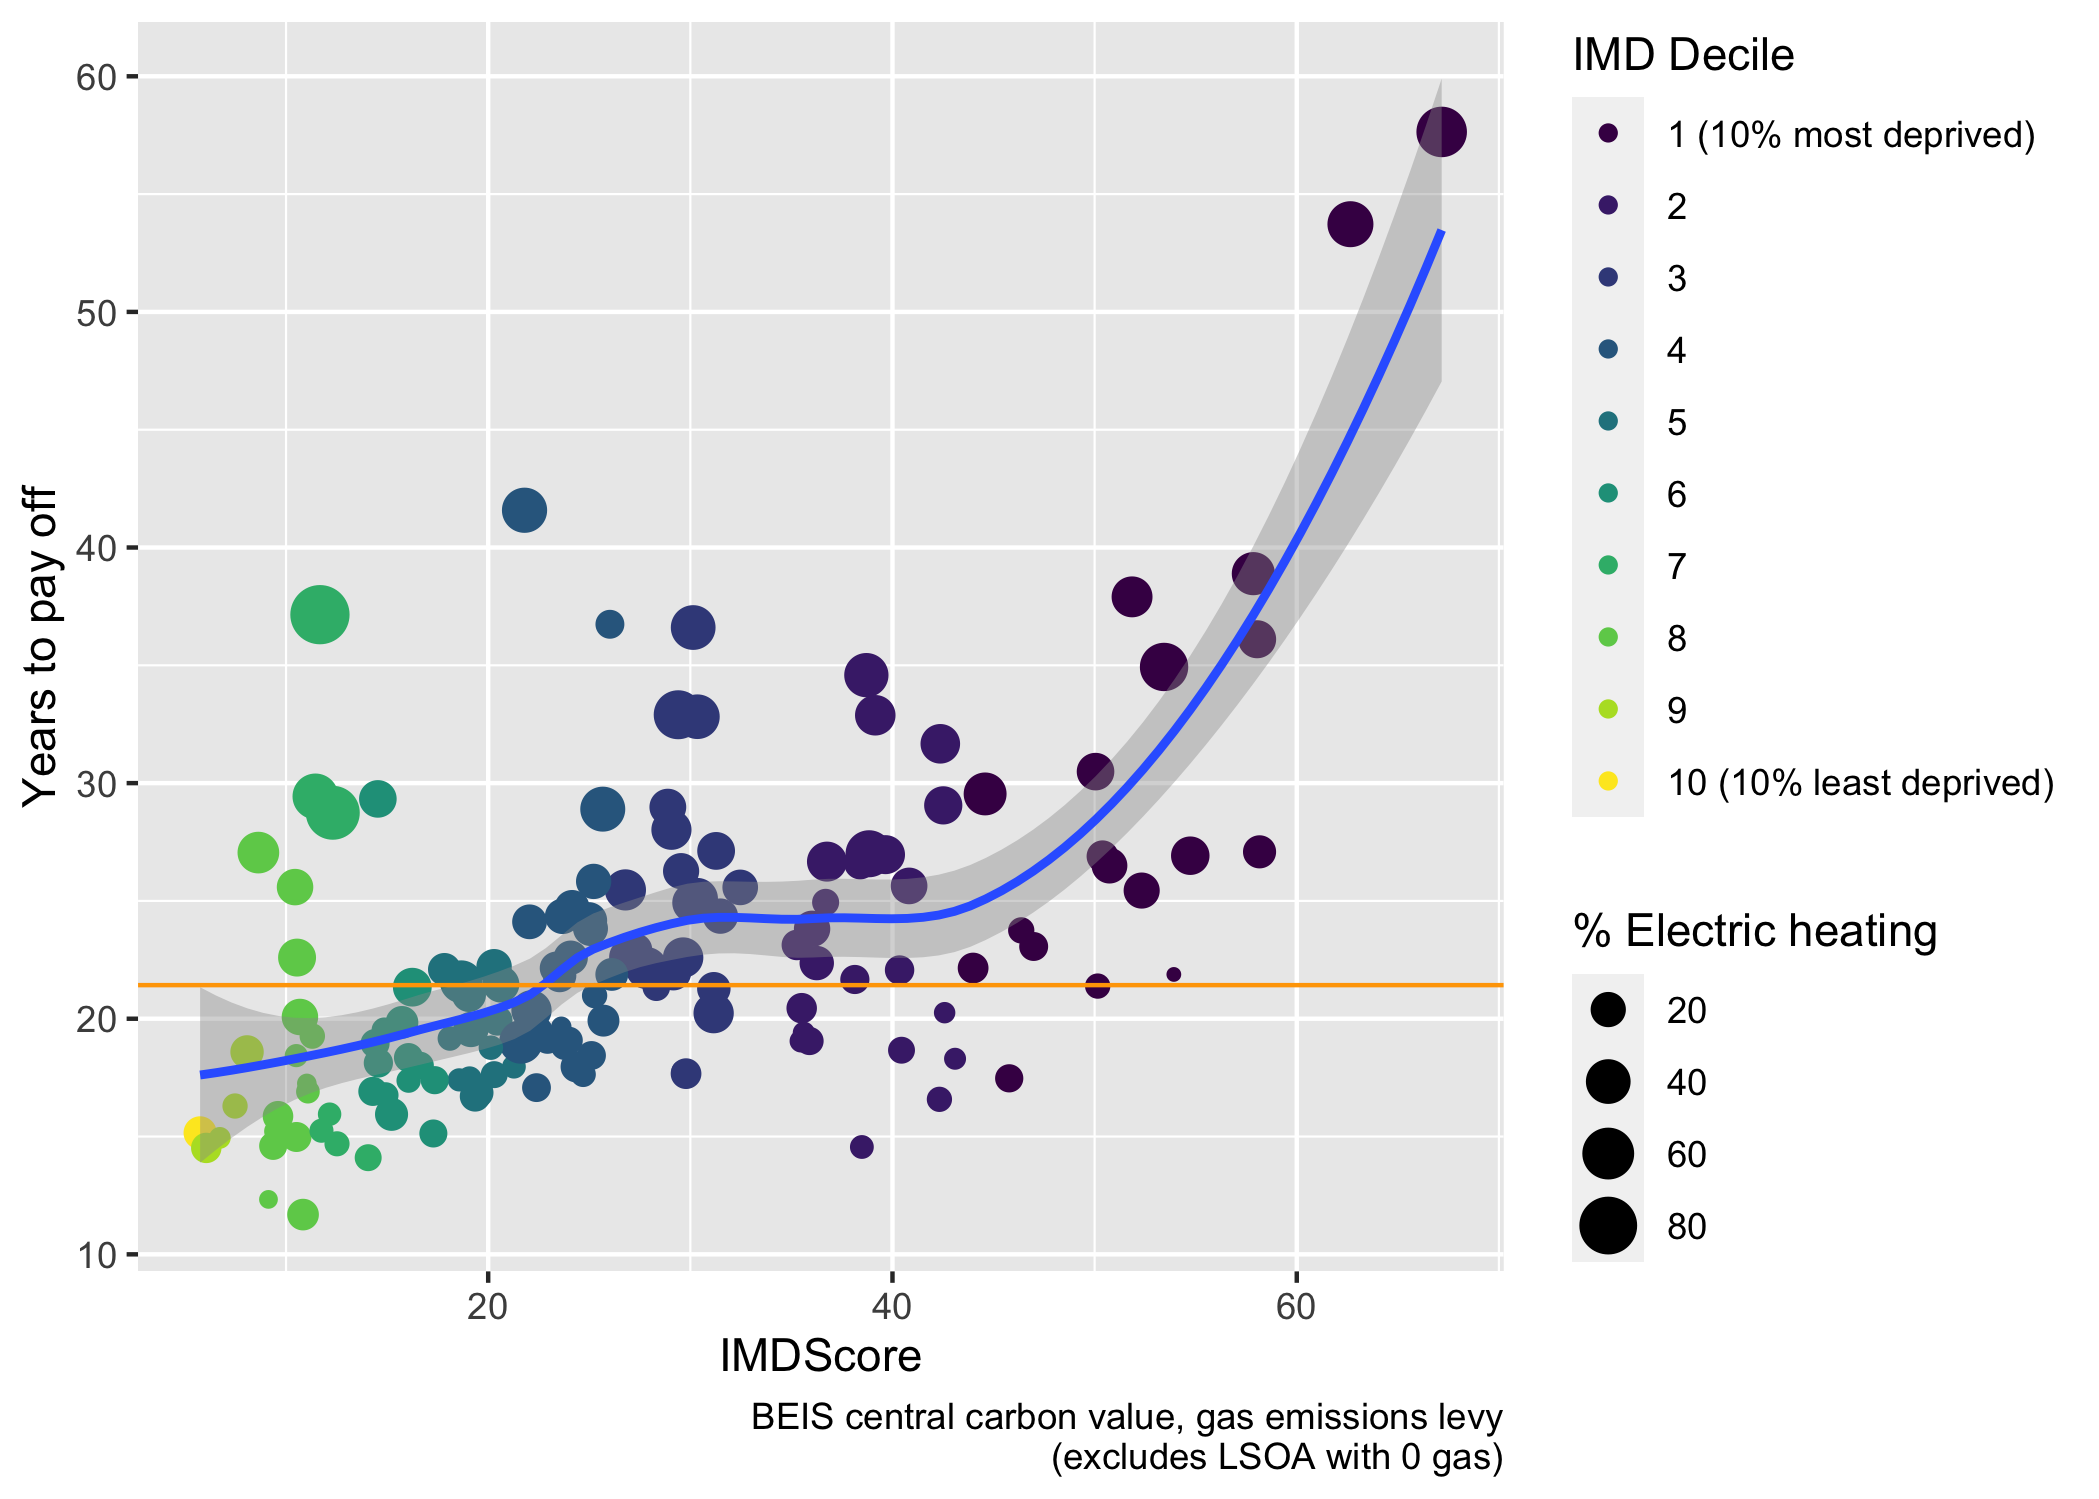 Years to pay off
60
50
40
30
20
10
20
40
60
IMDScore
BEIS central carbon value, gas emissions levy
(excludes LSOA with 0 gas)
IMD Decile
1 (10% most deprived)
2
3
4
5
6
7
8
9
10 (10% least deprived)
% Electric heating
20
40
60
80